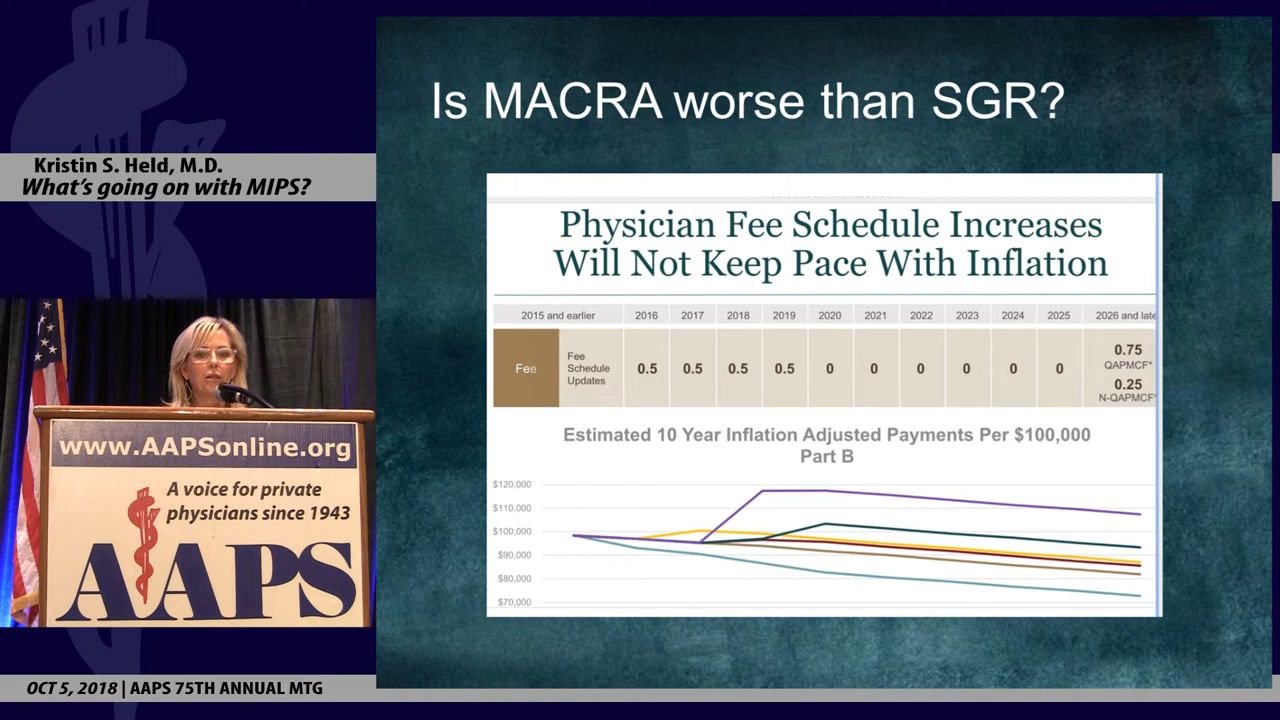 Kristin S. Held, M.D.
What's going on with MIPS?
www.AAPSonline.org
A voice for private
physicians since 1943
AAPS
OCT 5, 2018 | AAPS 75TH ANNUAL MTG
Is MACRA worse than SGR?
Physician Fee Schedule Increases
Will Not Keep Pace With Inflation
2015 and earlier 2016 2017 2018 2019 2020 2021 2022 2023 2024 2025 2026 and late
Fee
Fee
Schedule
Updates
0.5 0.5 0.5 0.5 0 0 0 0 0 0
0.75
QAPMCF*
0.25
N-QAPMCF*
Estimated 10 Year Inflation Adjusted Payments Per $100,000
Part B
$120,000
$110,000
$100,000
$90,000
$80,000
$70,000